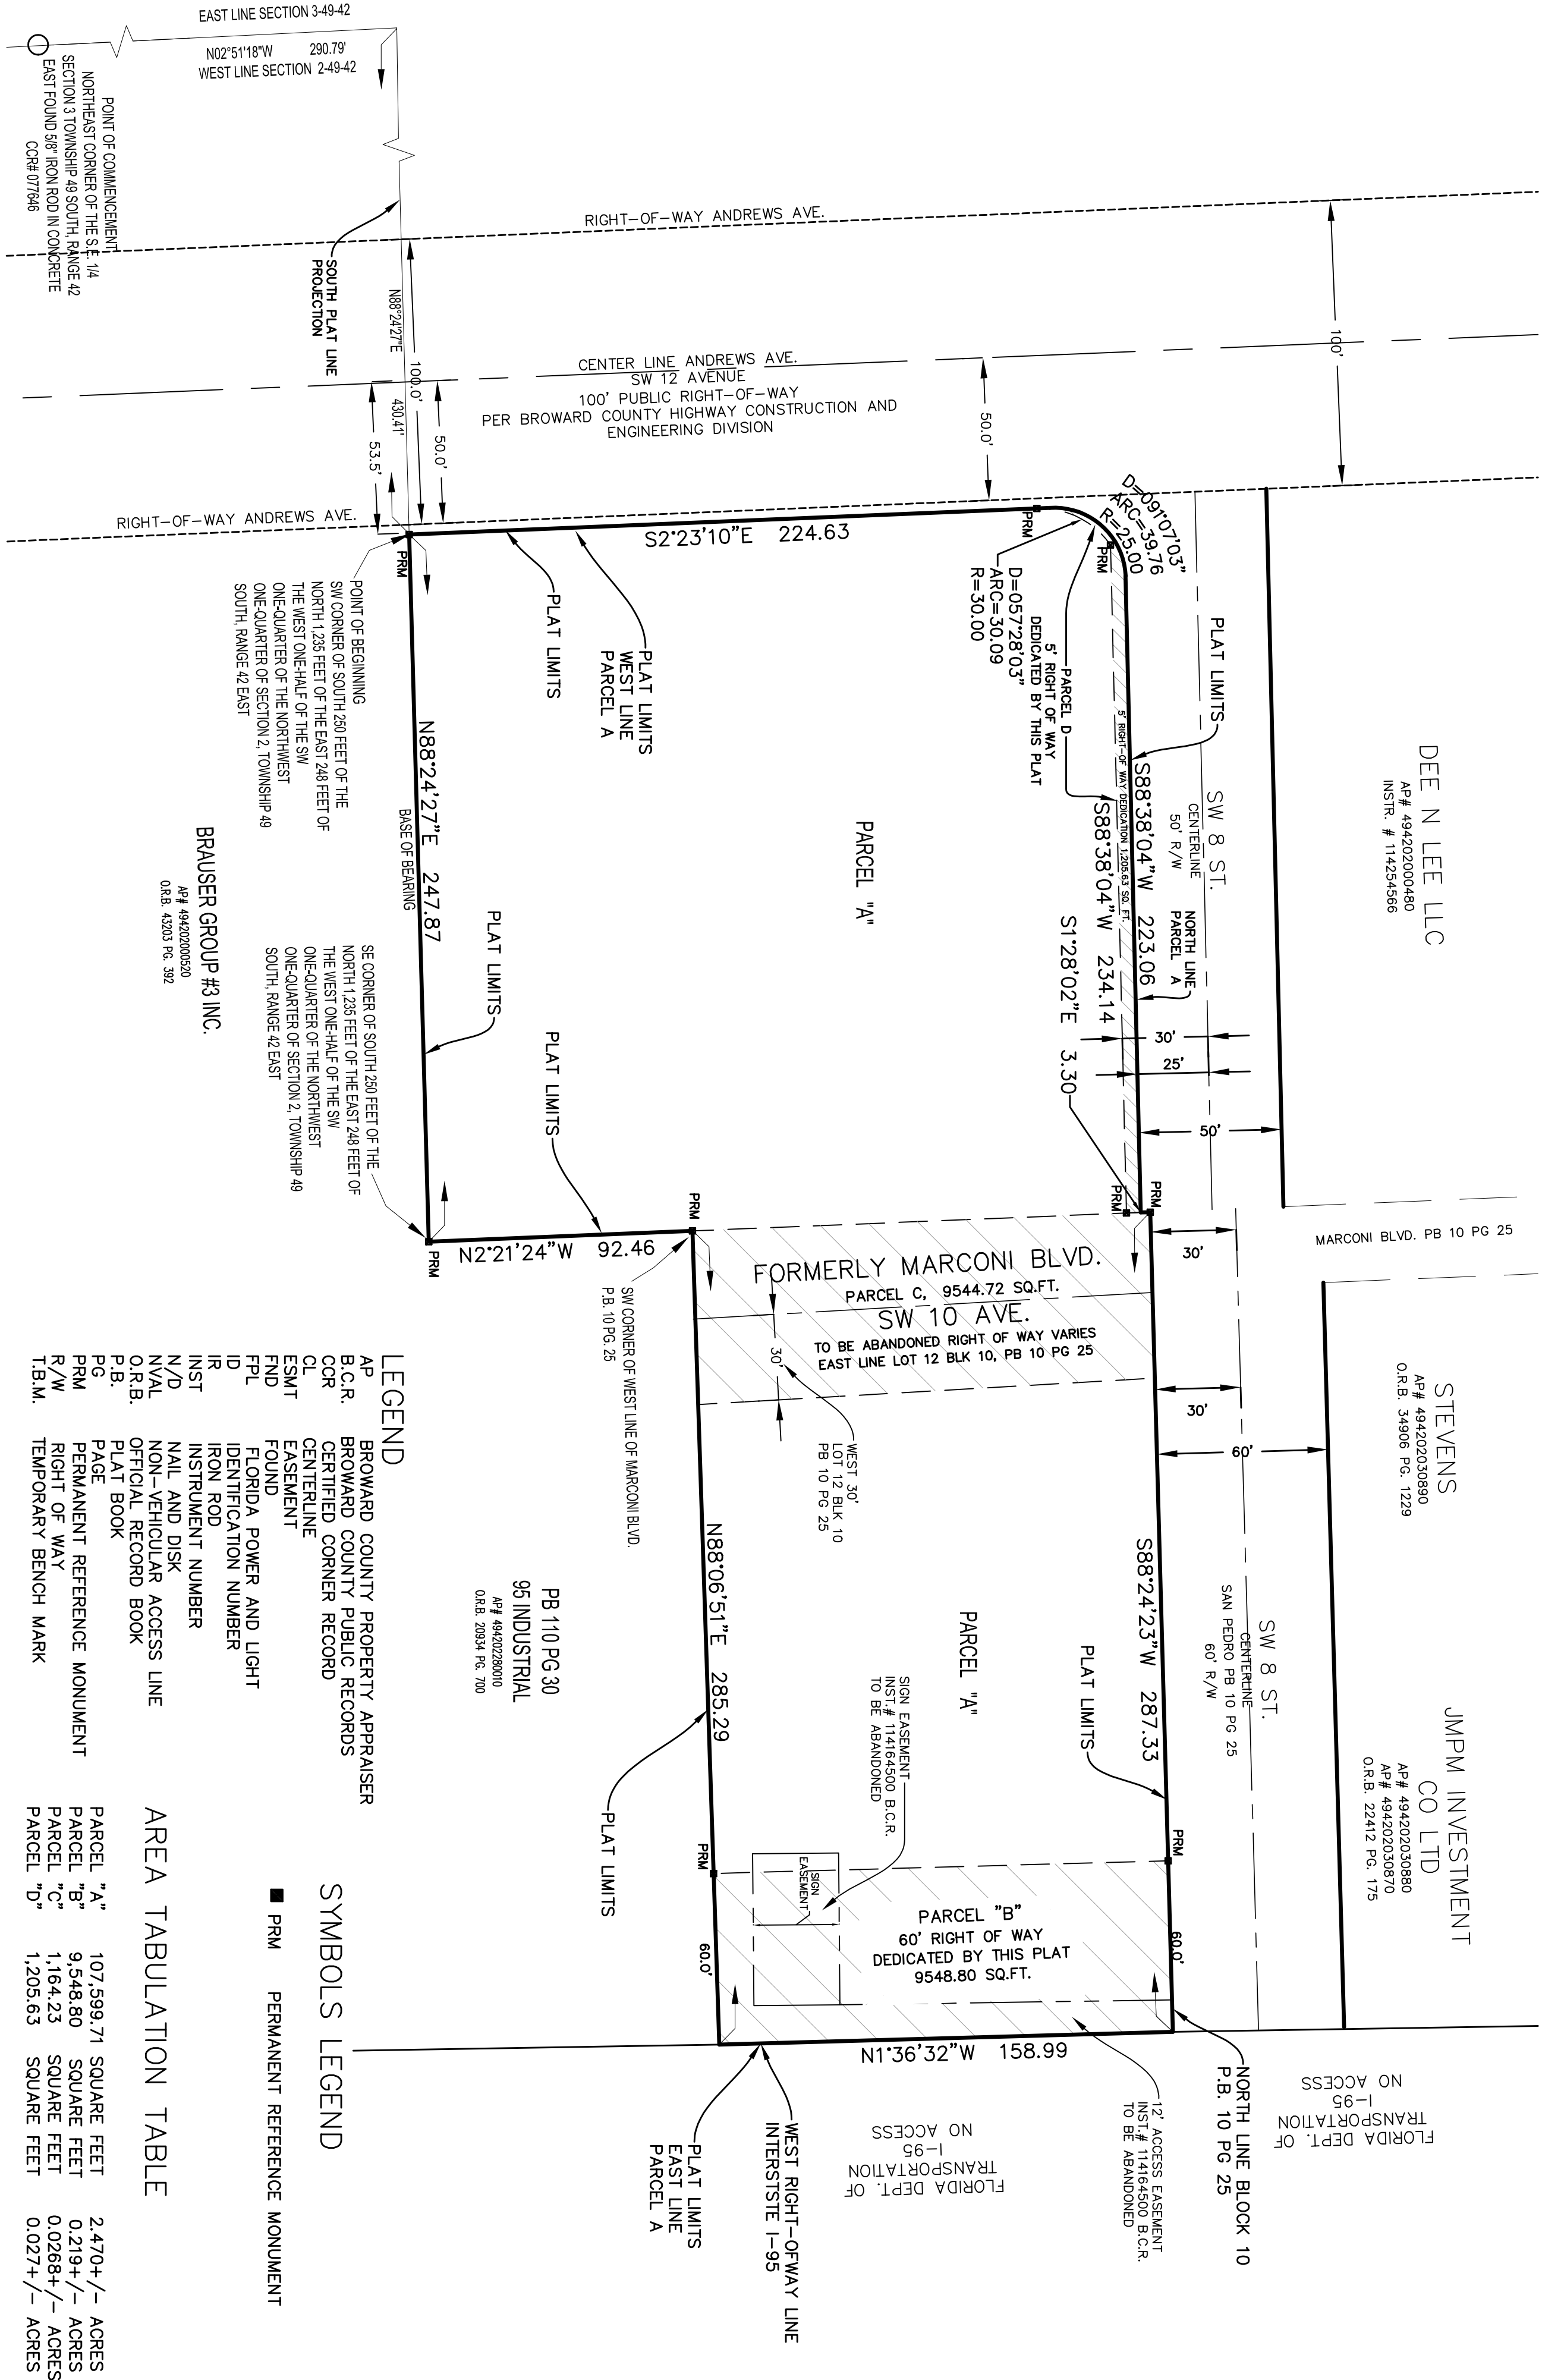 EAST LINE SECTION 3-49-42
N02°51'18"W 290.79'
WEST LINE SECTION 2-49-42
POINT OF COMMENCEMENT
NORTHEAST CORNER OF THE S.E. 1/4
SECTION 3 TOWNSHIP 49 SOUTH, RANGE 42
EAST FOUND 5/8" IRON ROD IN CONCRETE
CCR# 077646
RIGHT-OF-WAY ANDREWS AVE.
SOUTH PLAT LINE
PROJECTION
N88°24'27"E 430.41'
100.0'
50.0'
53.5'
CENTER LINE ANDREWS AVE.
SW 12 AVENUE
100' PUBLIC RIGHT-OF-WAY
PER BROWARD COUNTY HIGHWAY CONSTRUCTION AND
ENGINEERING DIVISION
50.0'
100'
RIGHT-OF-WAY ANDREWS AVE.
S2°23'10"E 224.63
PRM
PRM
PRM
D=091°07'03"
ARC=39.76
R=25.00
D=057°28'03"
ARC=30.09
R=30.00
PARCEL D
5' RIGHT OF WAY
DEDICATED BY THIS PLAT
PLAT LIMITS
PLAT LIMITS
WEST LINE
PARCEL A
PLAT LIMITS
5' RIGHT-OF WAY DEDICATION 1,205.63 SQ. FT.
S88°38'04"W 223.06
S88°38'04"W 234.14
NORTH LINE
PARCEL A
S1°28'02"E 3.30
SW 8 ST.
CENTERLINE
50' R/W
DEE N LEE LLC
AP# 494202000480
INSTR. # 114254566
30'
25'
50'
PARCEL "A"
POINT OF BEGINNING
SW CORNER OF SOUTH 250 FEET OF THE
NORTH 1,235 FEET OF THE EAST 248 FEET OF
THE WEST ONE-HALF OF THE SW
ONE-QUARTER OF THE NORTHWEST
ONE-QUARTER OF SECTION 2, TOWNSHIP 49
SOUTH, RANGE 42 EAST
N88°24'27"E 247.87
BASE OF BEARING
BRAUSER GROUP #3 INC.
AP# 494202000520
O.R.B. 43203 PG. 392
PLAT LIMITS
PLAT LIMITS
SE CORNER OF SOUTH 250 FEET OF THE
NORTH 1,235 FEET OF THE EAST 248 FEET OF
THE WEST ONE-HALF OF THE SW
ONE-QUARTER OF THE NORTHWEST
ONE-QUARTER OF SECTION 2, TOWNSHIP 49
SOUTH, RANGE 42 EAST
PRM
N2°21'24"W 92.46
PRM
PRM
PRM
30'
MARCONI BLVD. PB 10 PG 25
FORMERLY MARCONI BLVD.
PARCEL C, 9544.72 SQ.FT.
SW 10 AVE.
TO BE ABANDONED RIGHT OF WAY VARIES
EAST LINE LOT 12 BLK 10, PB 10 PG 25
30'
WEST 30'
LOT 12 BLK 10
PB 10 PG 25
SW CORNER OF WEST LINE OF MARCONI BLVD.
P.B. 10 PG. 25
30'
60'
STEVENS
AP# 494202030890
O.R.B. 34906 PG. 1229
S88°24'23"W 287.33
SW 8 ST.
CENTERLINE
SAN PEDRO PB 10 PG 25
60' R/W
JMPM INVESTMENT
CO LTD
AP# 494202030880
AP# 494202030870
O.R.B. 22412 PG. 175
PARCEL "A"
PLAT LIMITS
N88°06'51"E 285.29
PLAT LIMITS
PB 110 PG 30
95 INDUSTRIAL
AP# 494202280010
O.R.B. 20934 PG. 700
SIGN EASEMENT
INST.# 114164500 B.C.R.
TO BE ABANDONED
SIGN
EASEMENT
PRM
PRM
60.0'
60.0'
PARCEL "B"
60' RIGHT OF WAY
DEDICATED BY THIS PLAT
9548.80 SQ.FT.
N1°36'32"W 158.99
NORTH LINE BLOCK 10
P.B. 10 PG 25
12' ACCESS EASEMENT
INST.# 114164500 B.C.R.
TO BE ABANDONED
FLORIDA DEPT. OF
TRANSPORTATION
I-95
NO ACCESS
FLORIDA DEPT. OF
TRANSPORTATION
I-95
NO ACCESS
WEST RIGHT-OFWAY LINE
INTERSTSTE I-95
PLAT LIMITS
EAST LINE
PARCEL A
LEGEND
AP BROWARD COUNTY PROPERTY APPRAISER
B.C.R. BROWARD COUNTY PUBLIC RECORDS
CCR CERTIFIED CORNER RECORD
CL CENTERLINE
ESMT EASEMENT
FND FOUND
FPL FLORIDA POWER AND LIGHT
ID IDENTIFICATION NUMBER
IR IRON ROD
INST INSTRUMENT NUMBER
N/D NAIL AND DISK
NVAL NON-VEHICULAR ACCESS LINE
O.R.B. OFFICIAL RECORD BOOK
P.B. PLAT BOOK
PG PAGE
PRM PERMANENT REFERENCE MONUMENT
R/W RIGHT OF WAY
T.B.M. TEMPORARY BENCH MARK
SYMBOLS LEGEND
PRM PERMANENT REFERENCE MONUMENT
AREA TABULATION TABLE
PARCEL "A" 107,599.71 SQUARE FEET 2.470+/- ACRES
PARCEL "B" 9,548.80 SQUARE FEET 0.219+/- ACRES
PARCEL "C" 1,164.23 SQUARE FEET 0.0268+/- ACRES
PARCEL "D" 1,205.63 SQUARE FEET 0.027+/- ACRES